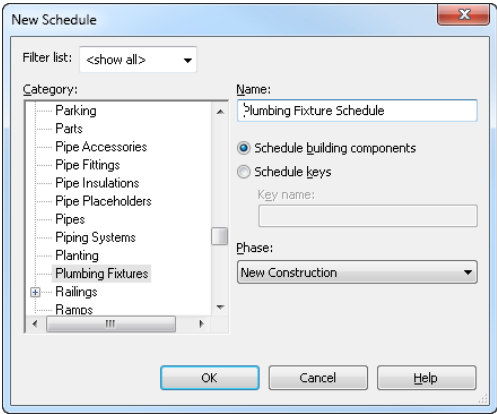 New Schedule
Filter list: <show all>
Category:
Parking
Parts
Pipe Accessories
Pipe Fittings
Pipe Insulations
Pipe Placeholders
Pipes
Piping Systems
Planting
Plumbing Fixtures
Railings
Ramps
Name:
Plumbing Fixture Schedule
Schedule building components
Schedule keys
Key name:
Phase:
New Construction
OK Cancel Help